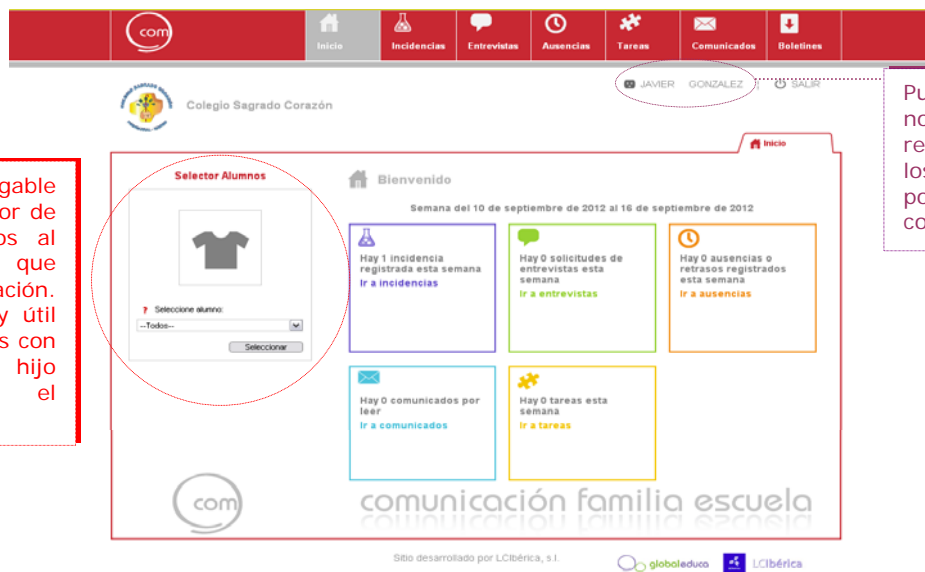 com
Inicio
Incidencias
Entrevistas
Ausencias
Tareas
Comunicados
Boletines
Colegio Sagrado Corazón
JAVIER GONZALEZ
SALIR
Inicio
Selector Alumnos
Seleccione alumno:
--Todos--
Seleccionar
Bienvenido
Semana del 10 de septiembre de 2012 al 16 de septiembre de 2012
Hay 1 incidencia
registrada esta semana
Ir a incidencias
Hay 0 solicitudes de
entrevistas esta
semana
Ir a entrevistas
Hay 0 ausencias o
retrasos registrados
esta semana
Ir a ausencias
Hay 0 comunicados por
leer
Ir a comunicados
Hay 0 tareas esta
semana
Ir a tareas
com
comunicación familia escuela
Sitio desarrollado por LCIbérica, s.l.
globaleduca
LCIbérica
gable
or de
os al
que
ación.
y útil
s con
hijo
el
Pu
no
re
los
po
co